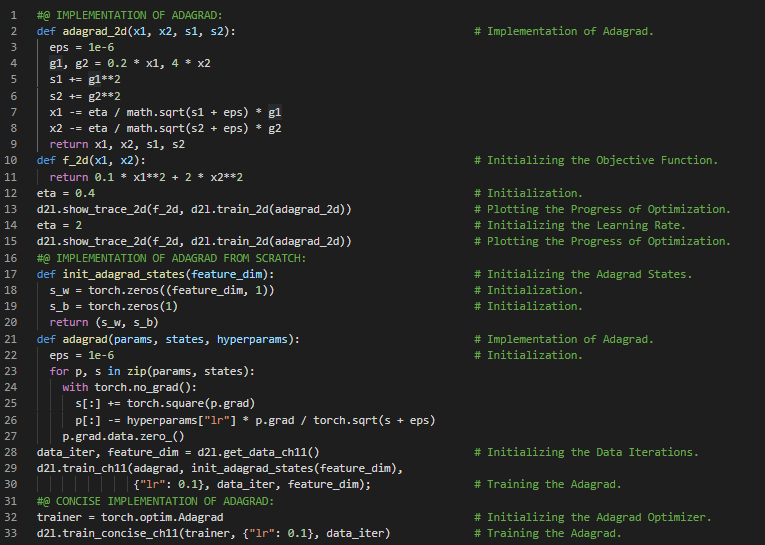 1 #@ IMPLEMENTATION OF ADAGRAD:
2 def adagrad_2d(x1, x2, s1, s2): # Implementation of Adagrad.
3 eps = 1e-6
4 g1, g2 = 0.2 * x1, 4 * x2
5 s1 += g1**2
6 s2 += g2**2
7 x1 -= eta / math.sqrt(s1 + eps) * g1
8 x2 -= eta / math.sqrt(s2 + eps) * g2
9 return x1, x2, s1, s2
10 def f_2d(x1, x2): # Initializing the Objective Function.
11 return 0.1 * x1**2 + 2 * x2**2
12 eta = 0.4 # Initialization.
13 d2l.show_trace_2d(f_2d, d2l.train_2d(adagrad_2d)) # Plotting the Progress of Optimization.
14 eta = 2 # Initializing the Learning Rate.
15 d2l.show_trace_2d(f_2d, d2l.train_2d(adagrad_2d)) # Plotting the Progress of Optimization.
16 #@ IMPLEMENTATION OF ADAGRAD FROM SCRATCH:
17 def init_adagrad_states(feature_dim): # Initializing the Adagrad States.
18 s_w = torch.zeros((feature_dim, 1)) # Initialization.
19 s_b = torch.zeros(1) # Initialization.
20 return (s_w, s_b)
21 def adagrad(params, states, hyperparams): # Implementation of Adagrad.
22 eps = 1e-6 # Initialization.
23 for p, s in zip(params, states):
24 with torch.no_grad():
25 s[:] += torch.square(p.grad)
26 p[:] -= hyperparams["lr"] * p.grad / torch.sqrt(s + eps)
27 p.grad.data.zero_()
28 data_iter, feature_dim = d2l.get_data_ch11() # Initializing the Data Iterations.
29 d2l.train_ch11(adagrad, init_adagrad_states(feature_dim),
30 {"lr": 0.1}, data_iter, feature_dim); # Training the Adagrad.
31 #@ CONCISE IMPLEMENTATION OF ADAGRAD:
32 trainer = torch.optim.Adagrad # Initializing the Adagrad Optimizer.
33 d2l.train_concise_ch11(trainer, {"lr": 0.1}, data_iter) # Training the Adagrad.